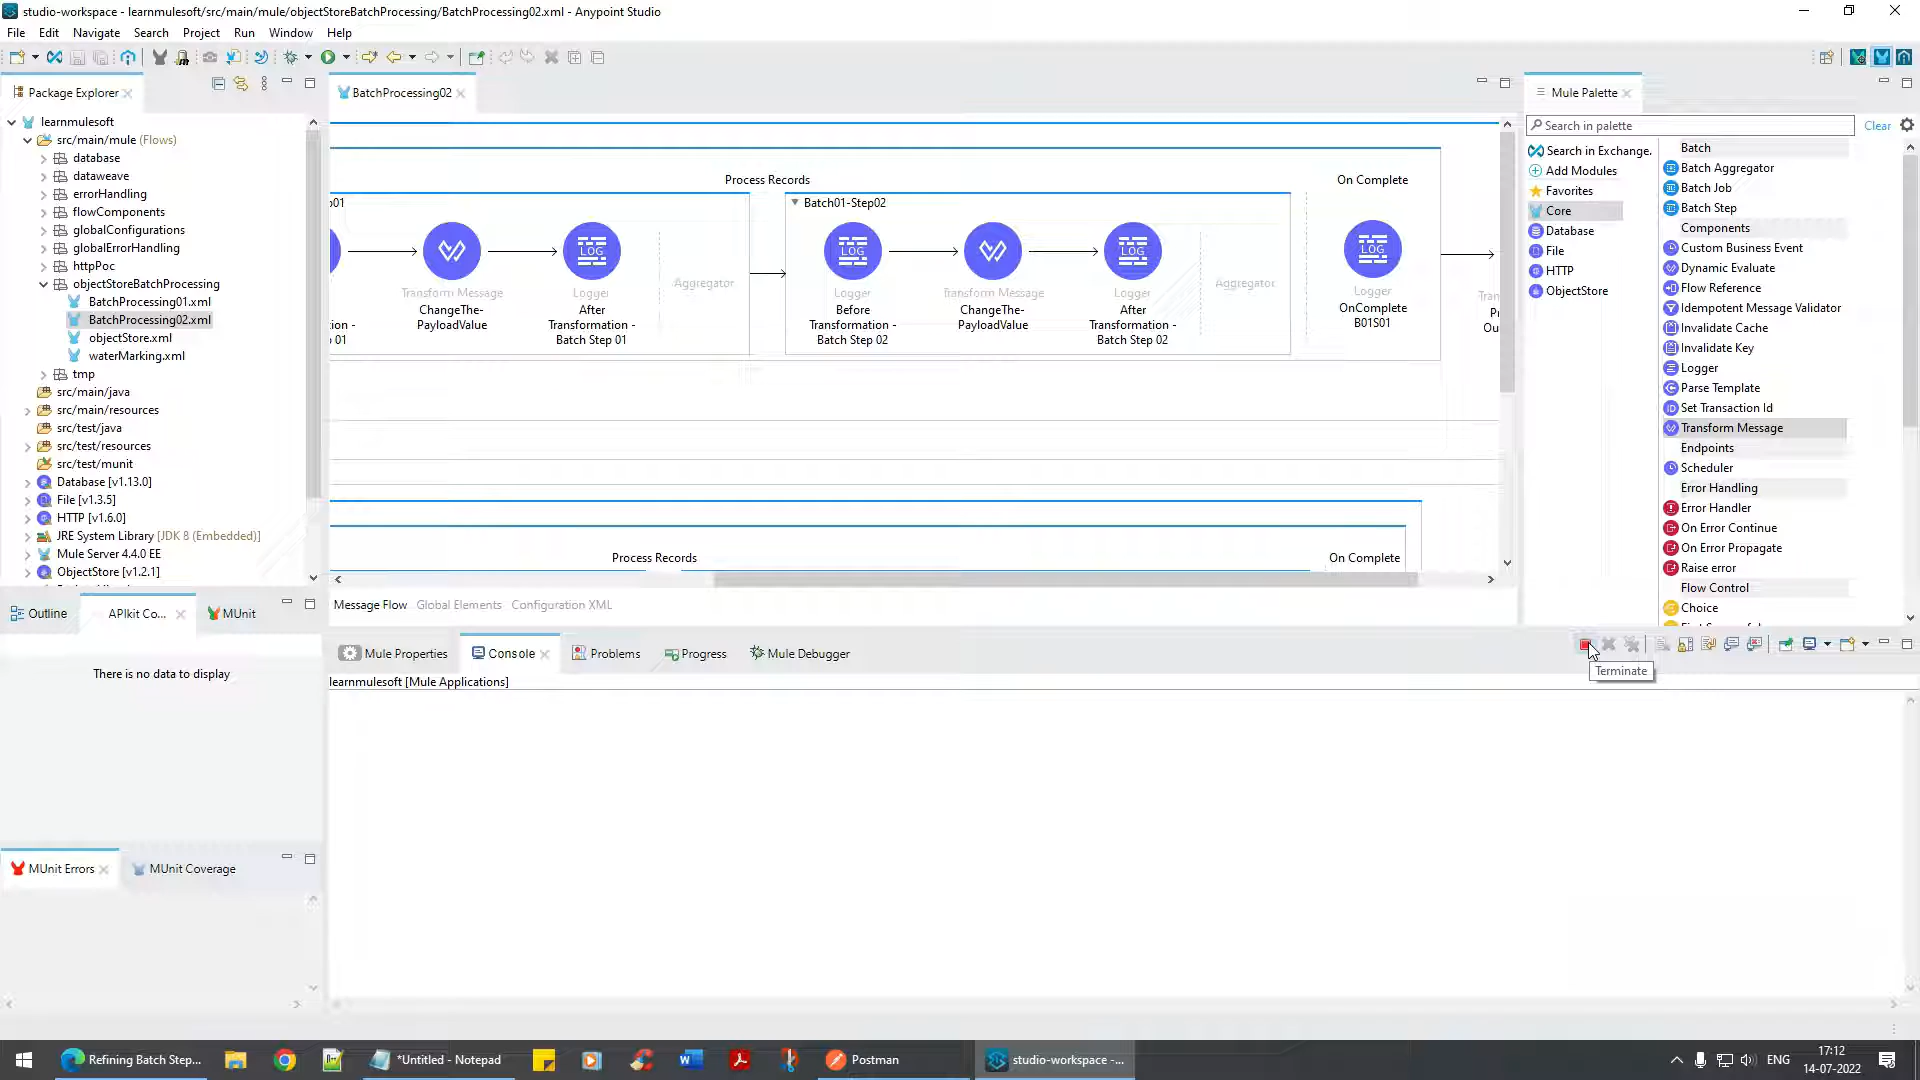 studio-workspace - learnmulesoft/src/main/mule/objectStoreBatchProcessing/BatchProcessing02.xml - Anypoint Studio
File Edit Navigate Search Project Run Window Help
Package Explorer
learnmulesoft
src/main/mule (Flows)
database
dataweave
errorHandling
flowComponents
globalConfigurations
globalErrorHandling
httpPoc
objectStoreBatchProcessing
BatchProcessing01.xml
BatchProcessing02.xml
objectStore.xml
waterMarking.xml
tmp
src/main/java
src/main/resources
src/test/java
src/test/resources
src/test/munit
Database [v1.13.0]
File [v1.3.5]
HTTP [v1.6.0]
JRE System Library [JDK 8 (Embedded)]
Mule Server 4.4.0 EE
ObjectStore [v1.2.1]
Outline APIkit Co... MUnit
There is no data to display
MUnit Errors MUnit Coverage
BatchProcessing02
Process Records
On Complete
Batch01-Step02
LOG
LOG
LOG
LOG
Transform Message
ChangeThe-
PayloadValue
Logger
After
Transformation -
Batch Step 01
Aggregator
Logger
Before
Transformation -
Batch Step 02
Transform Message
ChangeThe-
PayloadValue
Logger
After
Transformation -
Batch Step 02
Aggregator
Logger
OnComplete
B01S01
Process Records
On Complete
Message Flow Global Elements Configuration XML
Mule Properties Console Problems Progress Mule Debugger
Terminate
learnmulesoft [Mule Applications]
Mule Palette
Search in palette
Clear
Search in Exchange.
Add Modules
Favorites
Core
Database
File
HTTP
ObjectStore
Batch
Batch Aggregator
Batch Job
Batch Step
Components
Custom Business Event
Dynamic Evaluate
Flow Reference
Idempotent Message Validator
Invalidate Cache
Invalidate Key
Logger
Parse Template
Set Transaction Id
Transform Message
Endpoints
Scheduler
Error Handling
Error Handler
On Error Continue
On Error Propagate
Raise error
Flow Control
Choice
Refining Batch Step...
*Untitled - Notepad
Postman
studio-workspace -...
ENG
17:12
14-07-2022